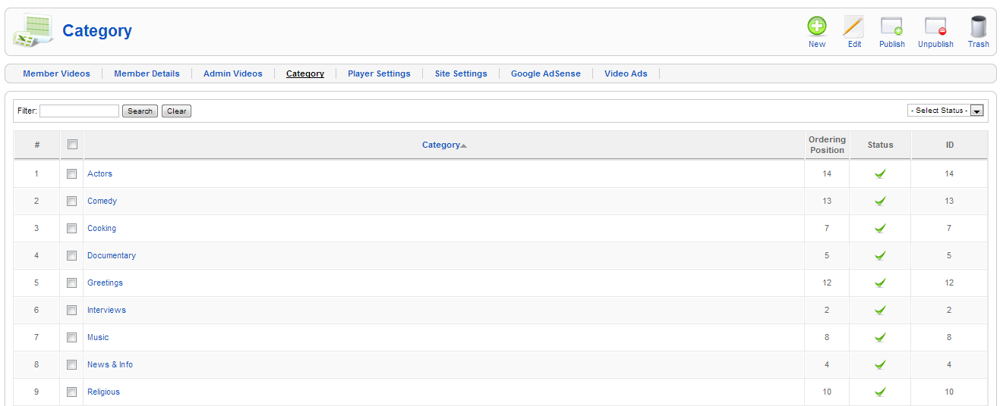 Category
New Edit Publish Unpublish Trash
Member Videos Member Details Admin Videos Category Player Settings Site Settings Google AdSense Video Ads
Filter: Search Clear - Select Status -
# Category Ordering Position Status ID
1 Actors 14 14
2 Comedy 13 13
3 Cooking 7 7
4 Documentary 5 5
5 Greetings 12 12
6 Interviews 2 2
7 Music 8 8
8 News & Info 4 4
9 Religious 10 10